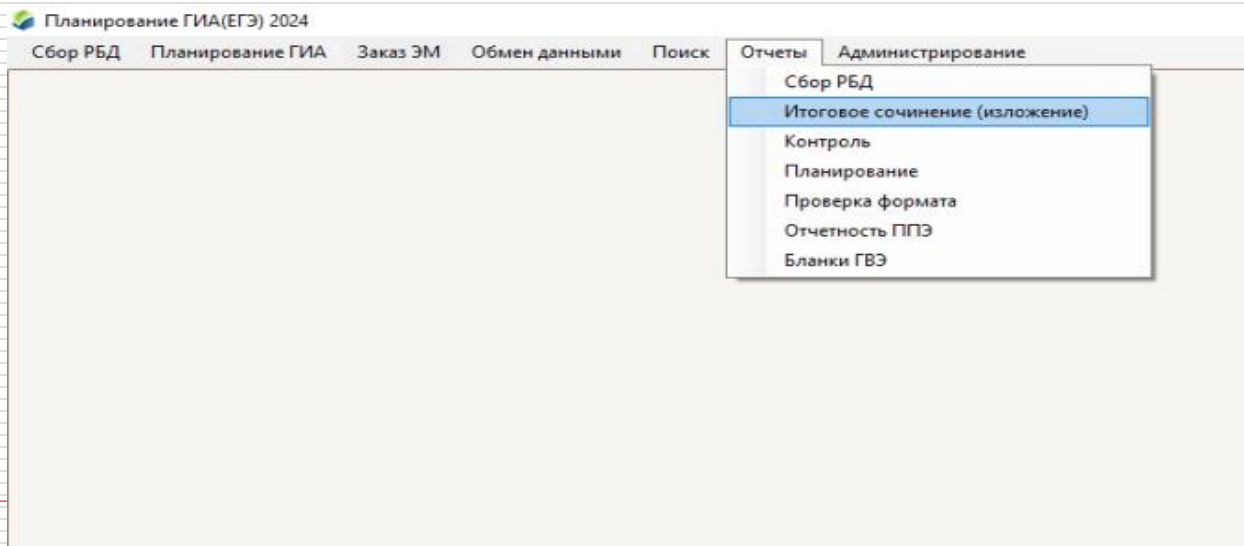 Планирование ГИА(ЕГЭ) 2024
Сбор РБД Планирование ГИА Заказ ЭМ Обмен данными Поиск Отчеты Администрирование
Сбор РБД
Итоговое сочинение (изложение)
Контроль
Планирование
Проверка формата
Отчетность ППЭ
Бланки ГВЭ